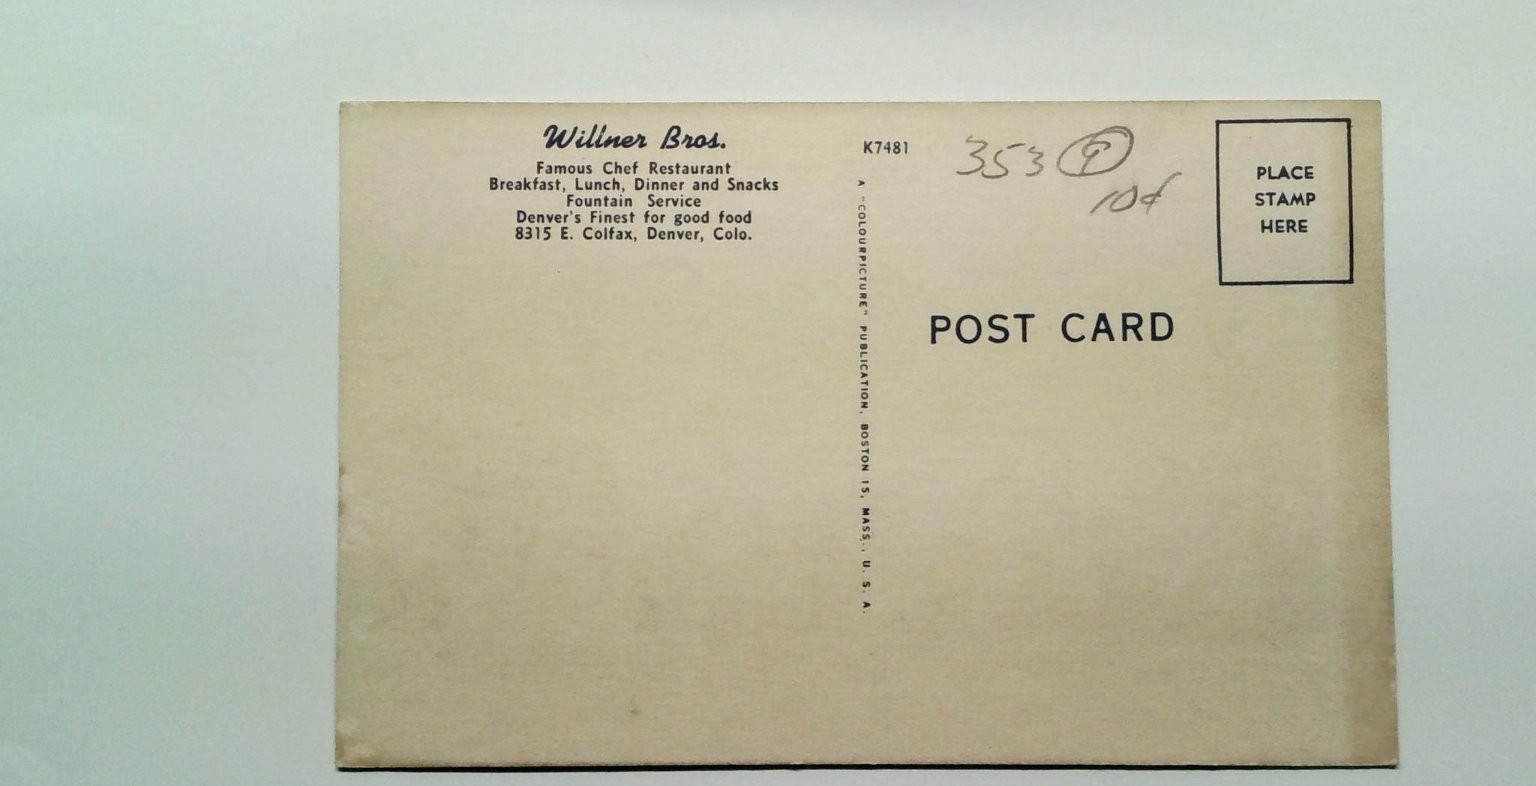 Willner Bros.
Famous Chef Restaurant
Breakfast, Lunch, Dinner and Snacks
Fountain Service
Denver's Finest for good food
8315 E. Colfax, Denver, Colo.
K7481
A "COLOURPICTURE" PUBLICATION, BOSTON 15, MASS., U. S. A.
353
10¢
PLACE
STAMP
HERE
POST CARD